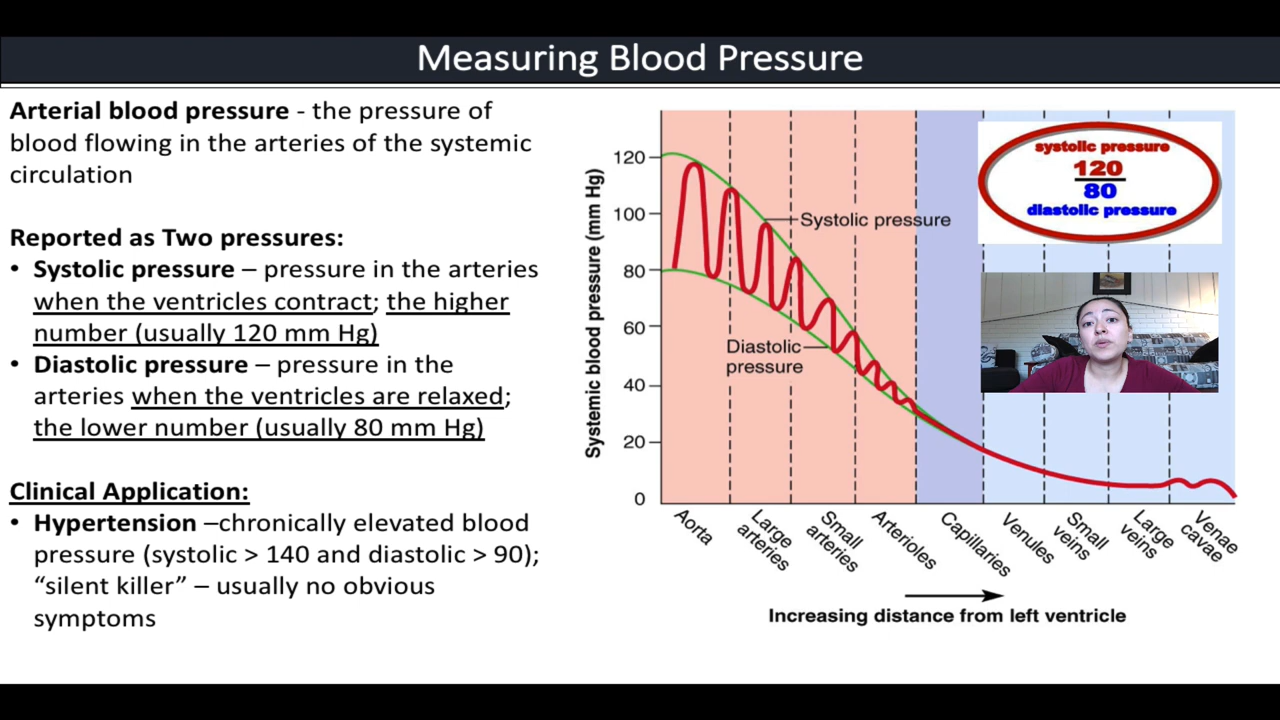 Measuring Blood Pressure
Arterial blood pressure - the pressure of
blood flowing in the arteries of the systemic
circulation
Reported as Two pressures:
• Systolic pressure – pressure in the arteries
when the ventricles contract; the higher
number (usually 120 mm Hg)
• Diastolic pressure – pressure in the
arteries when the ventricles are relaxed;
the lower number (usually 80 mm Hg)
Clinical Application:
• Hypertension –chronically elevated blood
pressure (systolic > 140 and diastolic > 90);
“silent killer” – usually no obvious
symptoms
Systemic blood pressure (mm Hg)
120
100
80
60
40
20
0
Systolic pressure
Diastolic
pressure
systolic pressure
120
80
diastolic pressure
Aorta
Large
arteries
Small
arteries
Arterioles
Capillaries
Venules
Small
veins
Large
veins
Venae
cavae
Increasing distance from left ventricle